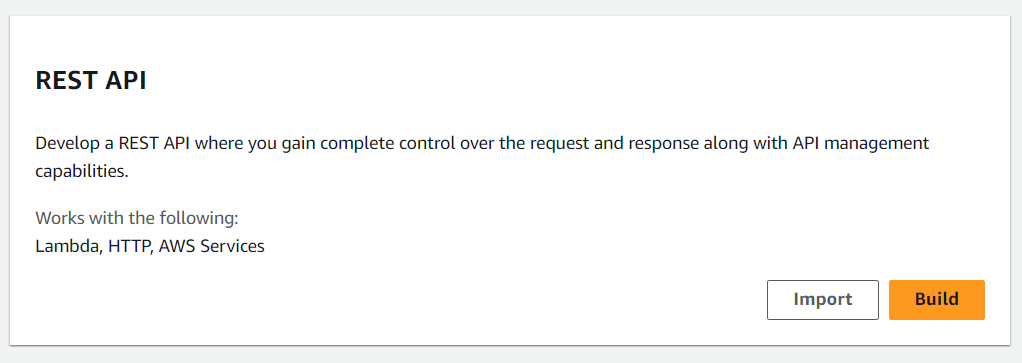 REST API
Develop a REST API where you gain complete control over the request and response along with API management
capabilities.
Works with the following:
Lambda, HTTP, AWS Services
Import
Build